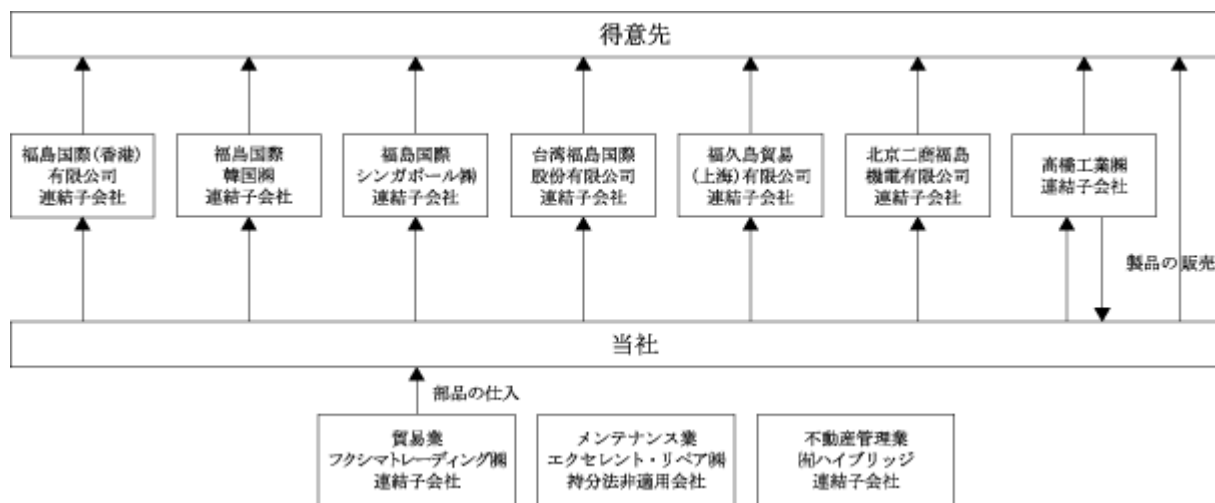 得意先
福島国際(香港)
有限公司
連結子会社
福島国際
韓国㈱
連結子会社
福島国際
シンガポール㈱
連結子会社
台湾福島国際
股份有限公司
連結子会社
福久島貿易
(上海)有限公司
連結子会社
北京二商福島
機電有限公司
連結子会社
高橋工業㈱
連結子会社
製品の販売
当社
部品の仕入
貿易業
フクシマトレーディング㈱
連結子会社
メンテナンス業
エクセレント・リペア㈱
持分法非適用会社
不動産管理業
㈲ハイブリッジ
連結子会社